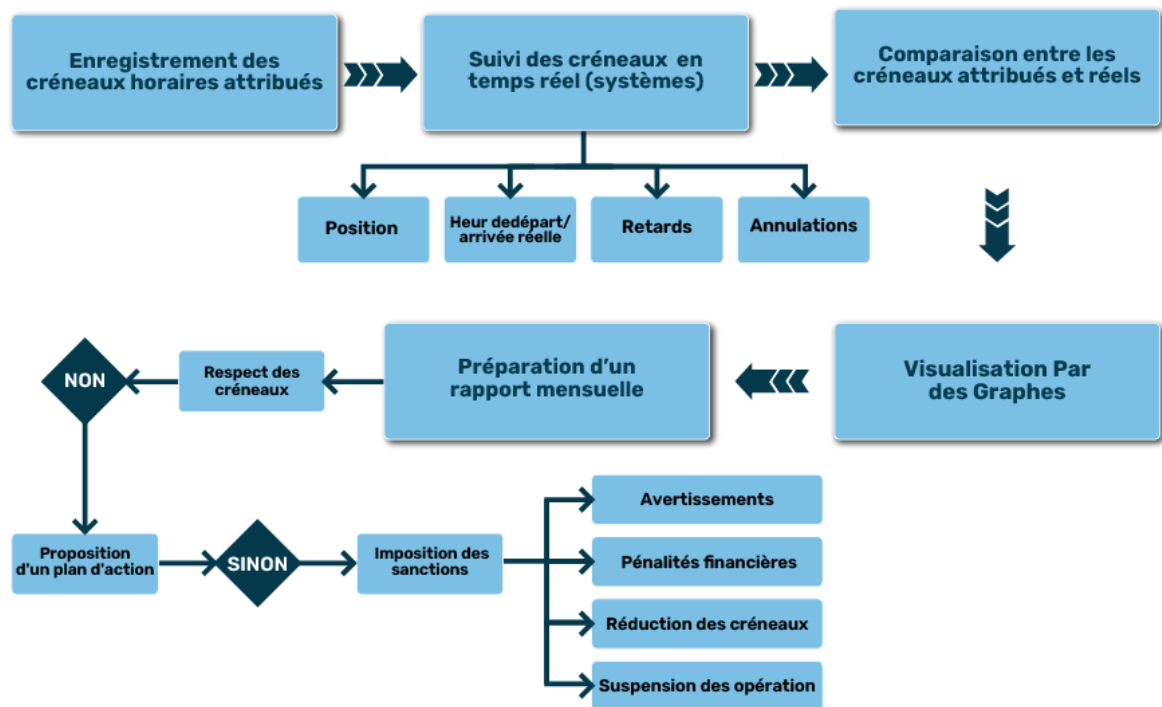 Enregistrement des
créneaux horaires attribués
Suivi des créneaux en
temps réel (systèmes)
Comparaison entre les
créneaux attribués et réels
Position
Heur dedépart/
arrivée réelle
Retards
Annulations
NON
Respect des
créneaux
Préparation d'un
rapport mensuelle
Visualisation Par
des Graphes
Proposition
d'un plan d'action
SINON
Imposition des
sanctions
Avertissements
Pénalités financières
Réduction des créneaux
Suspension des opération